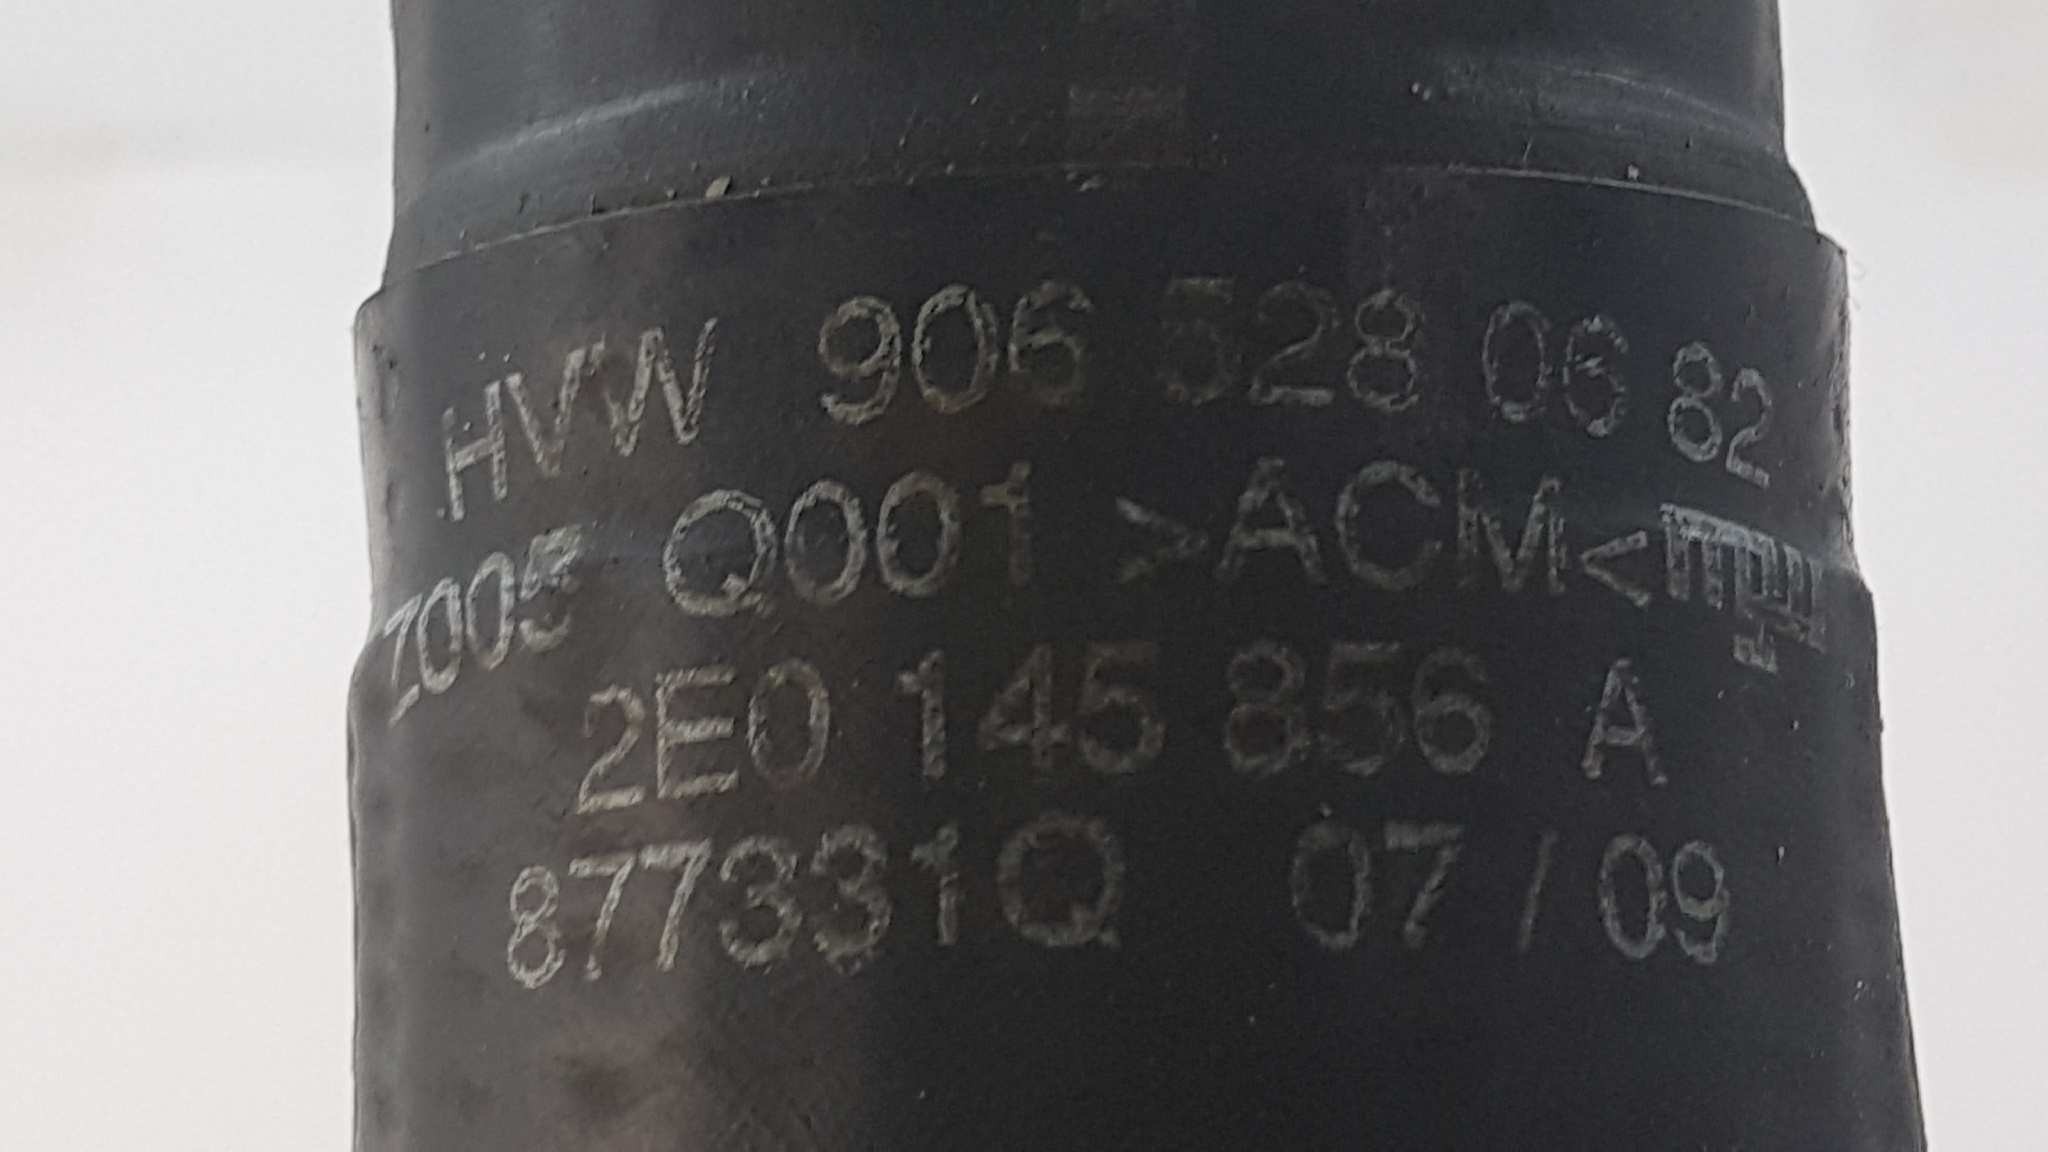 HVW 906 528 06 82
Z005 Q001 >ACM<
2E0 145 856 A
877331Q 07/09